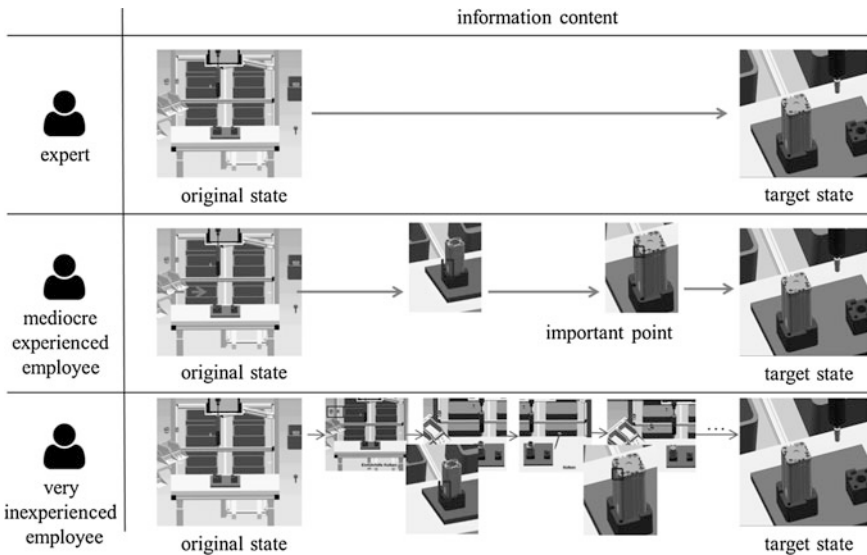 information content
expert
original state
target state
mediocre
experienced
employee
original state
important point
target state
very
inexperienced
employee
original state
...
target state